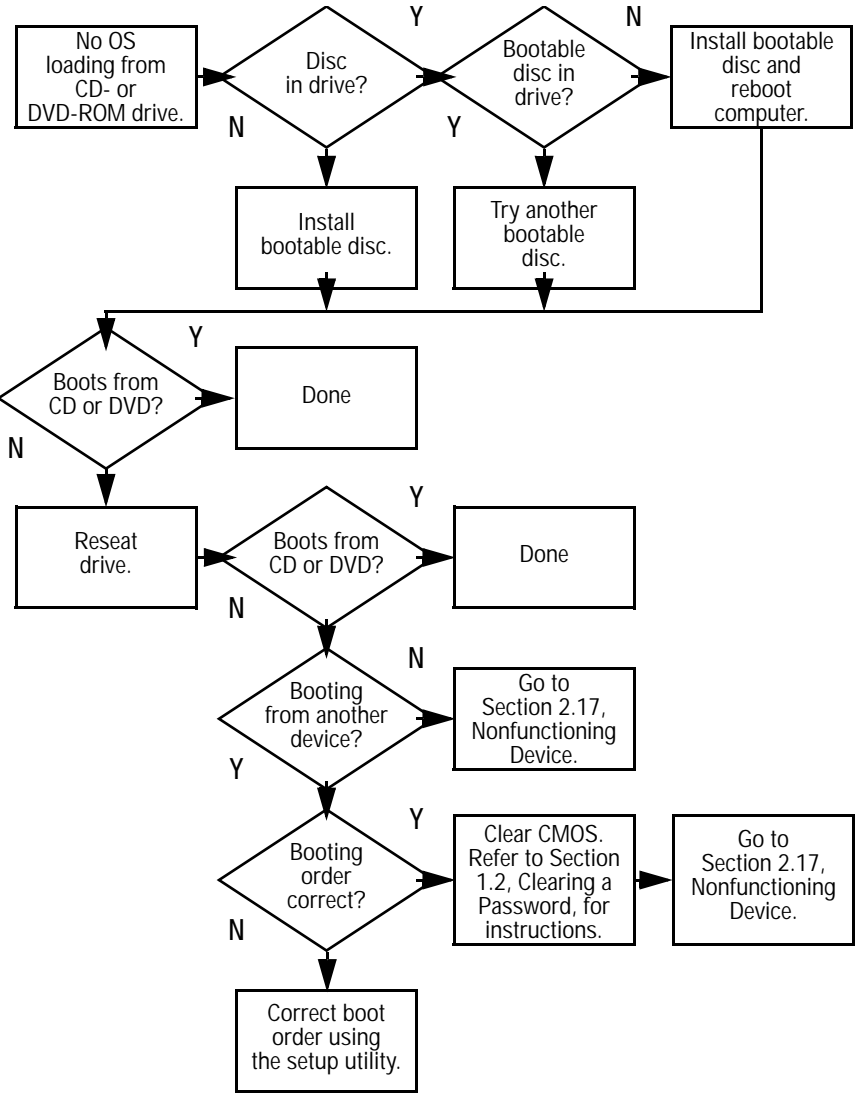 No OS
loading from
CD- or
DVD-ROM drive.
Disc
in drive?
Y
N
Bootable
disc in
drive?
N
Y
Install bootable
disc and
reboot
computer.
Install
bootable disc.
Try another
bootable
disc.
Boots from
CD or DVD?
Y
N
Done
Reseat
drive.
Boots from
CD or DVD?
Y
N
Done
Booting
from another
device?
N
Y
Go to
Section 2.17,
Nonfunctioning
Device.
Booting
order
correct?
Y
N
Clear CMOS.
Refer to Section
1.2, Clearing a
Password, for
instructions.
Go to
Section 2.17,
Nonfunctioning
Device.
Correct boot
order using
the setup utility.